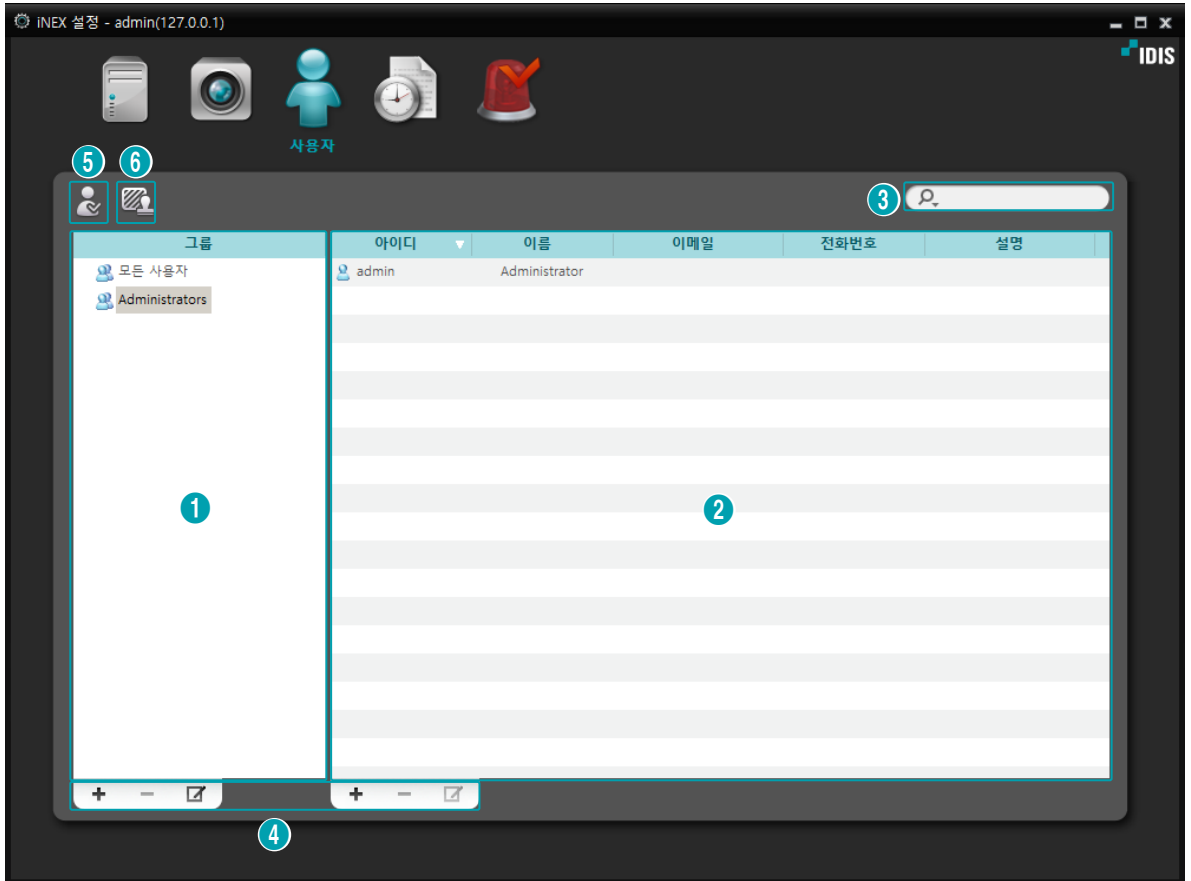 iNEX 설정 - admin(127.0.0.1)
IDIS
사용자
5 6
3
그룹 아이디 이름 이메일 전화번호 설명
모든 사용자 admin Administrator
Administrators
1 2
4